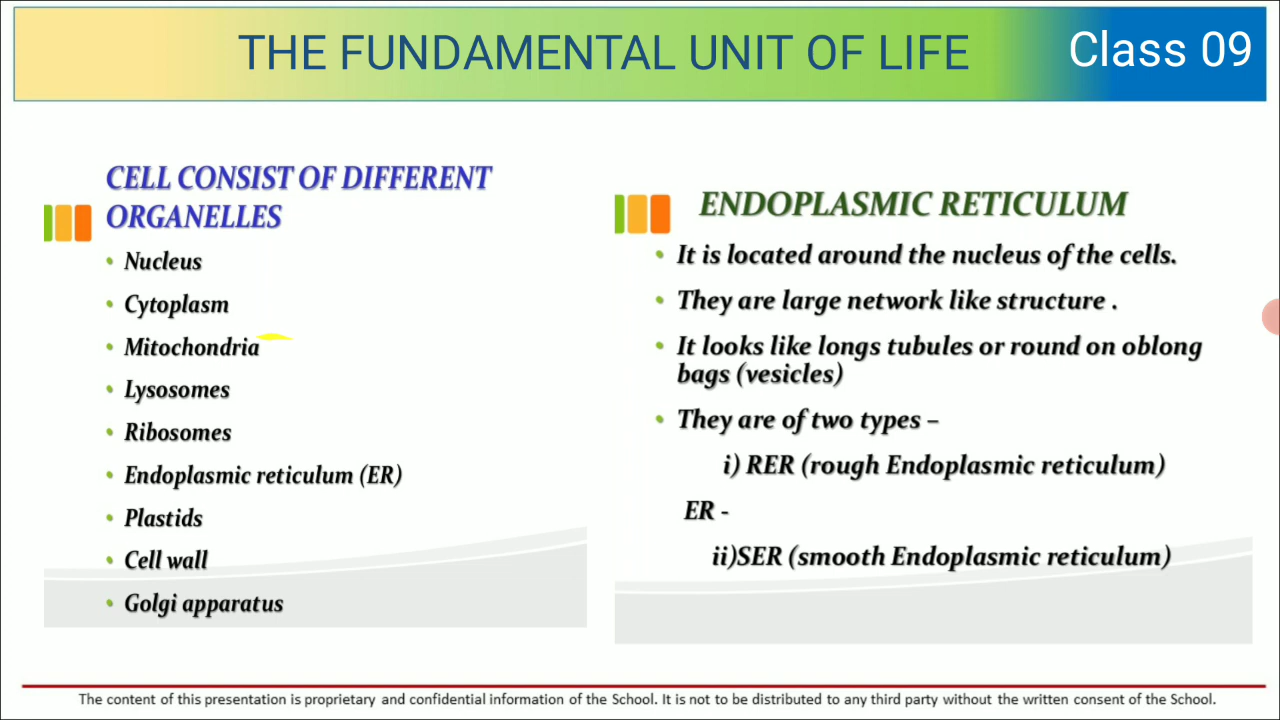 THE FUNDAMENTAL UNIT OF LIFE
Class 09
CELL CONSIST OF DIFFERENT
ORGANELLES
• Nucleus
• Cytoplasm
• Mitochondria
• Lysosomes
• Ribosomes
• Endoplasmic reticulum (ER)
• Plastids
• Cell wall
• Golgi apparatus
ENDOPLASMIC RETICULUM
• It is located around the nucleus of the cells.
• They are large network like structure .
• It looks like longs tubules or round on oblong
bags (vesicles)
• They are of two types –
i) RER (rough Endoplasmic reticulum)
ER -
ii)SER (smooth Endoplasmic reticulum)
The content of this presentation is proprietary and confidential information of the School. It is not to be distributed to any third party without the written consent of the School.